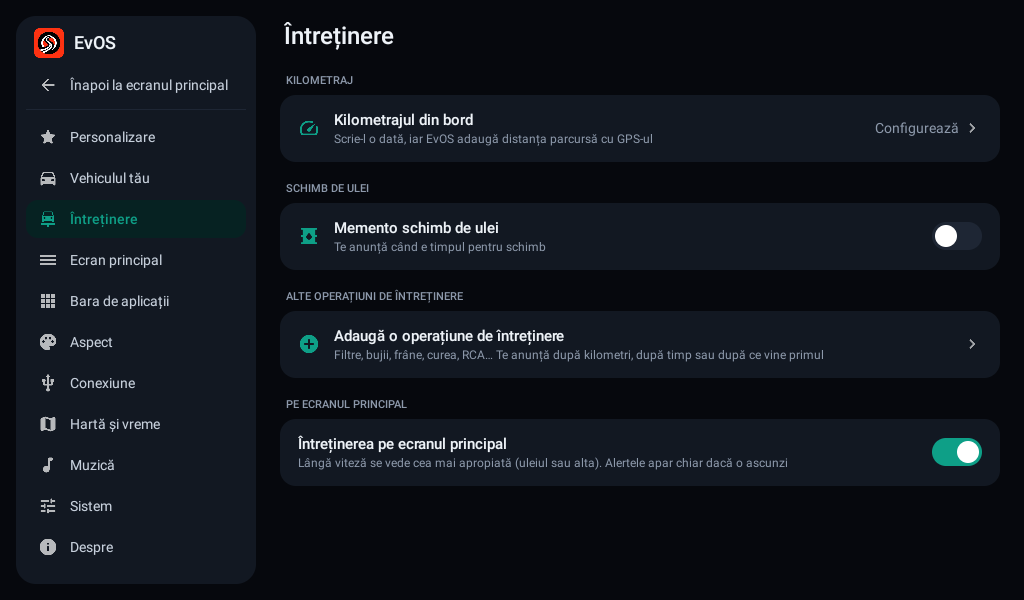 EvOS
Înapoi la ecranul principal
Personalizare
Vehiculul tău
Întreținere
Ecran principal
Bara de aplicații
Aspect
Conexiune
Hartă și vreme
Muzică
Sistem
Despre
Întreținere
KILOMETRAJ
Kilometrajul din bord
Scrie-l o dată, iar EvOS adaugă distanța parcursă cu GPS-ul
Configurează
SCHIMB DE ULEI
Memento schimb de ulei
Te anunță când e timpul pentru schimb
ALTE OPERAȚIUNI DE ÎNTREȚINERE
Adaugă o operațiune de întreținere
Filtre, bujii, frâne, curea, RCA… Te anunță după kilometri, după timp sau după ce vine primul
PE ECRANUL PRINCIPAL
Întreținerea pe ecranul principal
Lângă viteză se vede cea mai apropiată (uleiul sau alta). Alertele apar chiar dacă o ascunzi